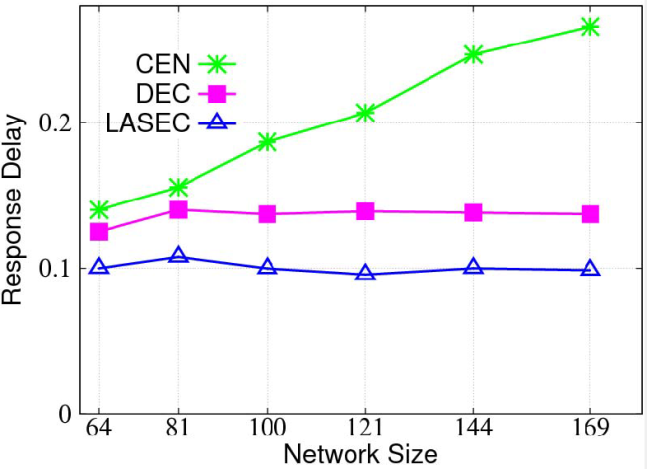 CEN
DEC
LASEC
Response Delay
0.2
0.1
0
64 81 100 121 144 169
Network Size